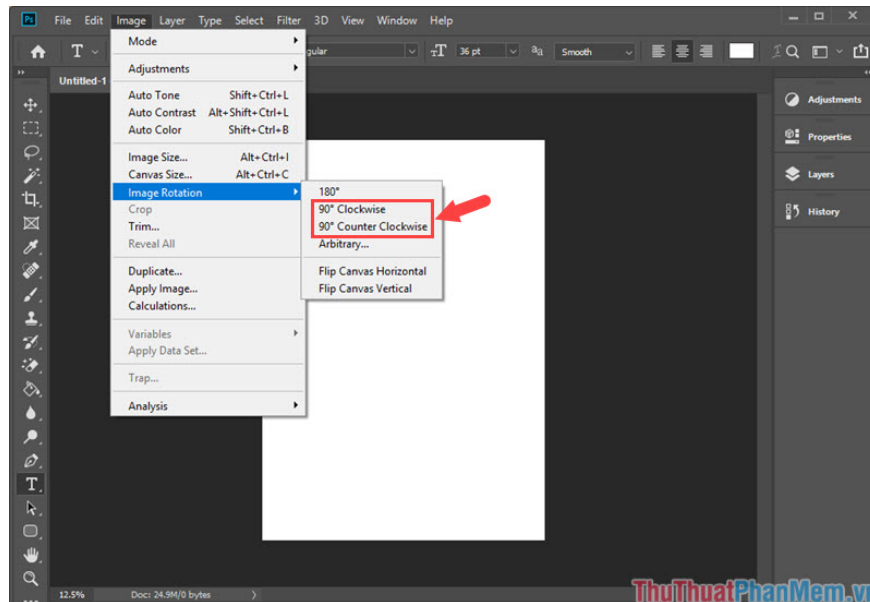 Ps File Edit Image Layer Type Select Filter 3D View Window Help
T gular T 36 pt aa Smooth
Untitled-1
Mode
Adjustments
Auto Tone Shift+Ctrl+L
Auto Contrast Alt+Shift+Ctrl+L
Auto Color Shift+Ctrl+B
Image Size... Alt+Ctrl+I
Canvas Size... Alt+Ctrl+C
Image Rotation
Crop
Trim...
Reveal All
Duplicate...
Apply Image...
Calculations...
Variables
Apply Data Set...
Trap...
Analysis
180°
90° Clockwise
90° Counter Clockwise
Arbitrary...
Flip Canvas Horizontal
Flip Canvas Vertical
Adjustments
Properties
Layers
History
T
12.5% Doc: 24.9M/0 bytes
ThuThuatPhanMem.vn